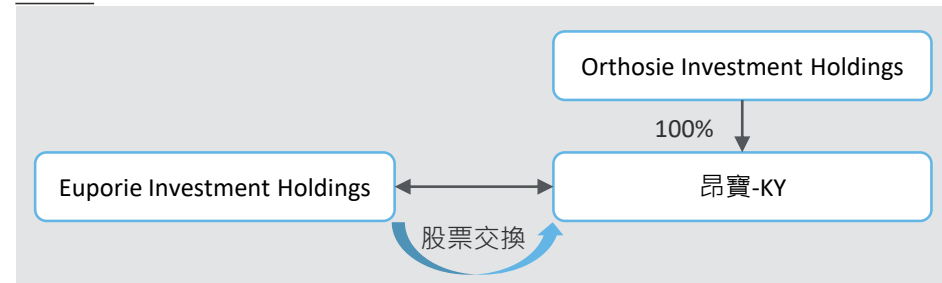 Orthosie Investment Holdings
100%
Euporie Investment Holdings
昂寶-KY
股票交換